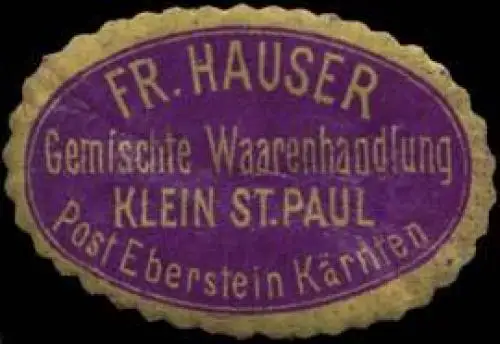 FR. HAUSER
Gemischte Waarenhandlung
KLEIN ST. PAUL
Post Eberstein Kärnten